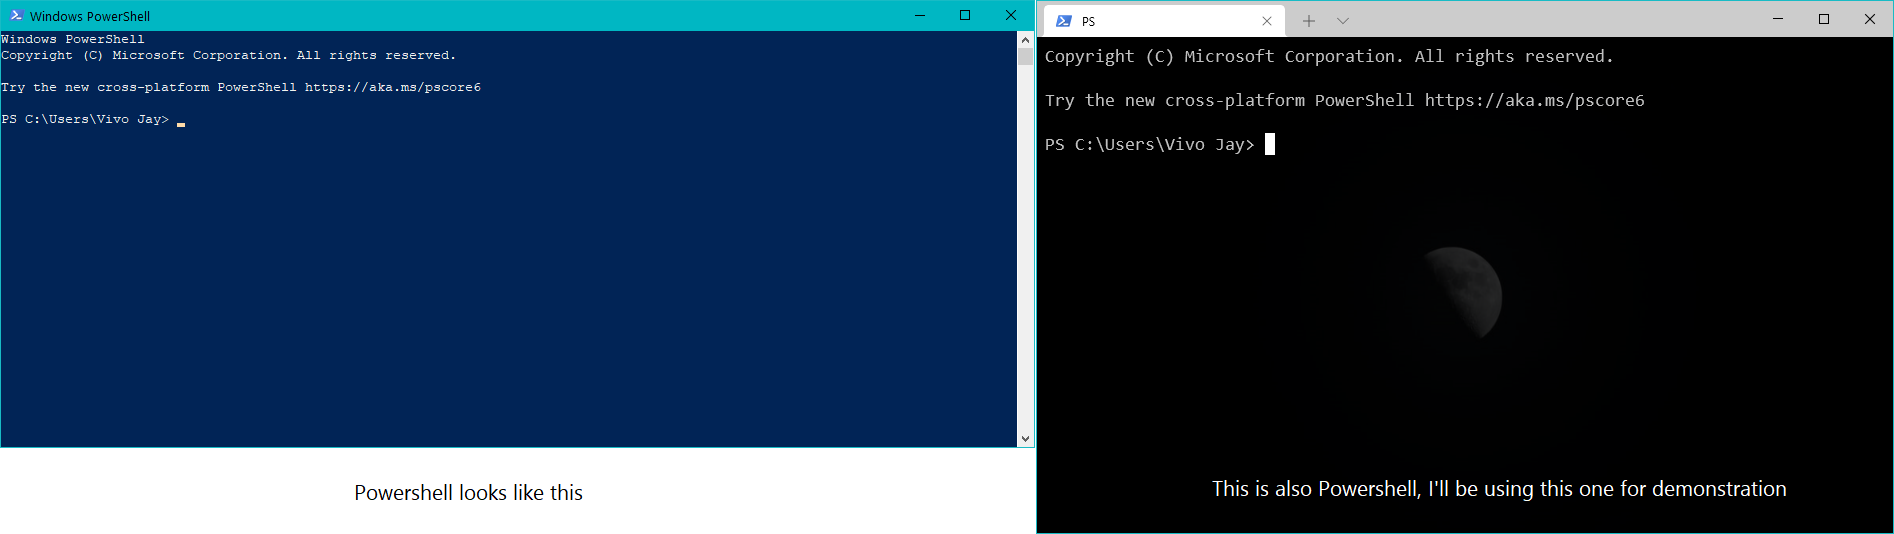 Windows PowerShell
Windows PowerShell
Copyright (C) Microsoft Corporation. All rights reserved.
Try the new cross-platform PowerShell https://aka.ms/pscore6
PS C:\Users\Vivo Jay>
Powershell looks like this
PS
Copyright (C) Microsoft Corporation. All rights reserved.
Try the new cross-platform PowerShell https://aka.ms/pscore6
PS C:\Users\Vivo Jay>
This is also Powershell, I'll be using this one for demonstration